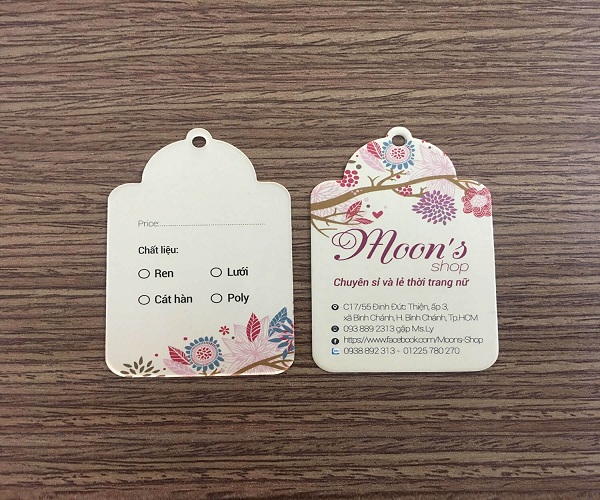 Price:
Chất liệu:
Ren
Lưới
Cát hàn
Poly
Moon's
shop
Chuyên sỉ và lẻ thời trang nữ
C17/55 Đinh Đức Thiện, ấp 3,
xã Bình Chánh, H. Bình Chánh, Tp.HCM
093 889 2313 gặp Ms.Ly
https//www.facebook.com/Moons-Shop
0938 892 313 - 01225 780 270